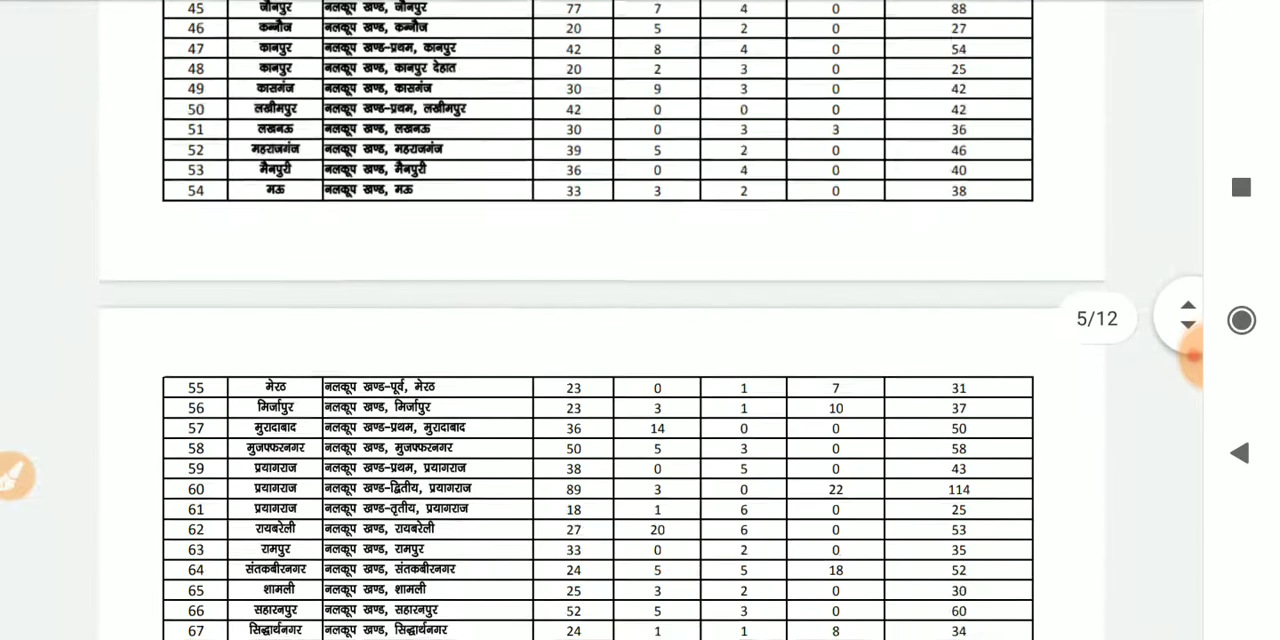 45 जौनपुर नलकूप खण्ड, जौनपुर 77 7 4 0 88
46 कन्नौज नलकूप खण्ड, कन्नौज 20 5 2 0 27
47 कानपुर नलकूप खण्ड-प्रथम, कानपुर 42 8 4 0 54
48 कानपुर नलकूप खण्ड, कानपुर देहात 20 2 3 0 25
49 कासगंज नलकूप खण्ड, कासगंज 30 9 3 0 42
50 लखीमपुर नलकूप खण्ड-प्रथम, लखीमपुर 42 0 0 0 42
51 लखनऊ नलकूप खण्ड, लखनऊ 30 0 3 3 36
52 महराजगंज नलकूप खण्ड, महराजगंज 39 5 2 0 46
53 मैनपुरी नलकूप खण्ड, मैनपुरी 36 0 4 0 40
54 मऊ नलकूप खण्ड, मऊ 33 3 2 0 38
5/12
55 मेरठ नलकूप खण्ड-पूर्व, मेरठ 23 0 1 7 31
56 मिर्जापुर नलकूप खण्ड, मिर्जापुर 23 3 1 10 37
57 मुरादाबाद नलकूप खण्ड-प्रथम, मुरादाबाद 36 14 0 0 50
58 मुजफ्फरनगर नलकूप खण्ड, मुजफ्फरनगर 50 5 3 0 58
59 प्रयागराज नलकूप खण्ड-प्रथम, प्रयागराज 38 0 5 0 43
60 प्रयागराज नलकूप खण्ड-द्वितीय, प्रयागराज 89 3 0 22 114
61 प्रयागराज नलकूप खण्ड-तृतीय, प्रयागराज 18 1 6 0 25
62 रायबरेली नलकूप खण्ड, रायबरेली 27 20 6 0 53
63 रामपुर नलकूप खण्ड, रामपुर 33 0 2 0 35
64 संतकबीरनगर नलकूप खण्ड, संतकबीरनगर 24 5 5 18 52
65 शामली नलकूप खण्ड, शामली 25 3 2 0 30
66 सहारनपुर नलकूप खण्ड, सहारनपुर 52 5 3 0 60
67 सिद्धार्थनगर नलकूप खण्ड, सिद्धार्थनगर 24 1 1 8 34